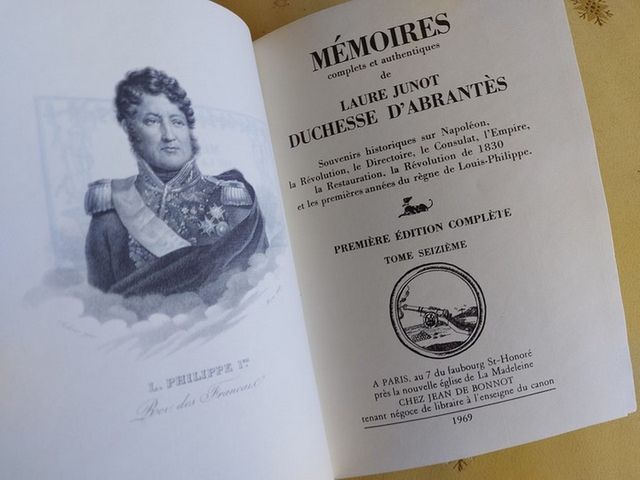 L. PHILIPPE I.er
Roi des Français.
MÉMOIRES
complets et authentiques
de
LAURE JUNOT
DUCHESSE D'ABRANTÈS
Souvenirs historiques sur Napoléon,
la Révolution, le Directoire, le Consulat, l'Empire,
la Restauration, la Révolution de 1830
et les premières années du règne de Louis-Philippe.
PREMIÈRE ÉDITION COMPLÈTE
TOME SEIZIÈME
A PARIS, au 7 du faubourg St-Honoré
près la nouvelle église de La Madeleine
CHEZ JEAN DE BONNOT
tenant négoce de libraire à l'enseigne du canon
1969